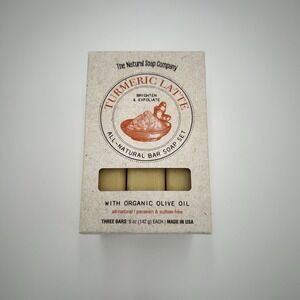 The Natural Soap Company
TURMERIC LATTE
BRIGHTEN
& EXFOLIATE
ALL-NATURAL BAR SOAP SET
WITH ORGANIC OLIVE OIL
all-natural | paraben & sulfate-free
THREE BARS 5 oz (142 g) EACH | MADE IN USA